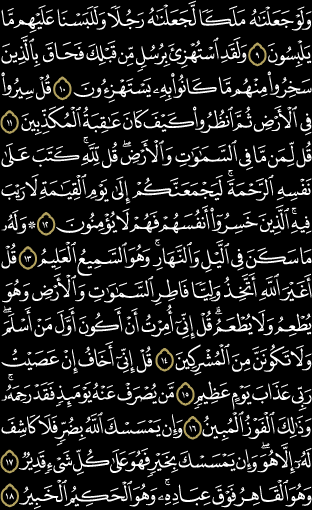 وَلَوْ جَعَلْنَٰهُ مَلَكًا لَّجَعَلْنَٰهُ رَجُلًا وَلَلَبَسْنَا عَلَيْهِم مَّا
يَلْبِسُونَ ٩ وَلَقَدِ ٱسْتُهْزِئَ بِرُسُلٍ مِّن قَبْلِكَ فَحَاقَ بِٱلَّذِينَ
سَخِرُوا۟ مِنْهُم مَّا كَانُوا۟ بِهِۦ يَسْتَهْزِءُونَ ١٠ قُلْ سِيرُوا۟
فِى ٱلْأَرْضِ ثُمَّ ٱنظُرُوا۟ كَيْفَ كَانَ عَٰقِبَةُ ٱلْمُكَذِّبِينَ ١١
قُل لِّمَن مَّا فِى ٱلسَّمَٰوَٰتِ وَٱلْأَرْضِ ۖ قُل لِّلَّهِ ۚ كَتَبَ عَلَىٰ
نَفْسِهِ ٱلرَّحْمَةَ ۚ لَيَجْمَعَنَّكُمْ إِلَىٰ يَوْمِ ٱلْقِيَٰمَةِ لَا رَيْبَ
فِيهِ ۚ ٱلَّذِينَ خَسِرُوٓا۟ أَنفُسَهُمْ فَهُمْ لَا يُؤْمِنُونَ ١٢ ۞ وَلَهُۥ
مَا سَكَنَ فِى ٱلَّيْلِ وَٱلنَّهَارِ ۚ وَهُوَ ٱلسَّمِيعُ ٱلْعَلِيمُ ١٣ قُلْ
أَغَيْرَ ٱللَّهِ أَتَّخِذُ وَلِيًّا فَاطِرِ ٱلسَّمَٰوَٰتِ وَٱلْأَرْضِ وَهُوَ
يُطْعِمُ وَلَا يُطْعَمُ ۗ قُلْ إِنِّىٓ أُمِرْتُ أَنْ أَكُونَ أَوَّلَ مَنْ أَسْلَمَ ۖ
وَلَا تَكُونَنَّ مِنَ ٱلْمُشْرِكِينَ ١٤ قُلْ إِنِّىٓ أَخَافُ إِنْ عَصَيْتُ
رَبِّى عَذَابَ يَوْمٍ عَظِيمٍ ١٥ مَّن يُصْرَفْ عَنْهُ يَوْمَئِذٍ فَقَدْ رَحِمَهُۥ ۚ
وَذَٰلِكَ ٱلْفَوْزُ ٱلْمُبِينُ ١٦ وَإِن يَمْسَسْكَ ٱللَّهُ بِضُرٍّ فَلَا كَاشِفَ
لَهُۥٓ إِلَّا هُوَ ۖ وَإِن يَمْسَسْكَ بِخَيْرٍ فَهُوَ عَلَىٰ كُلِّ شَىْءٍ قَدِيرٌ ١٧
وَهُوَ ٱلْقَاهِرُ فَوْقَ عِبَادِهِۦ ۚ وَهُوَ ٱلْحَكِيمُ ٱلْخَبِيرُ ١٨